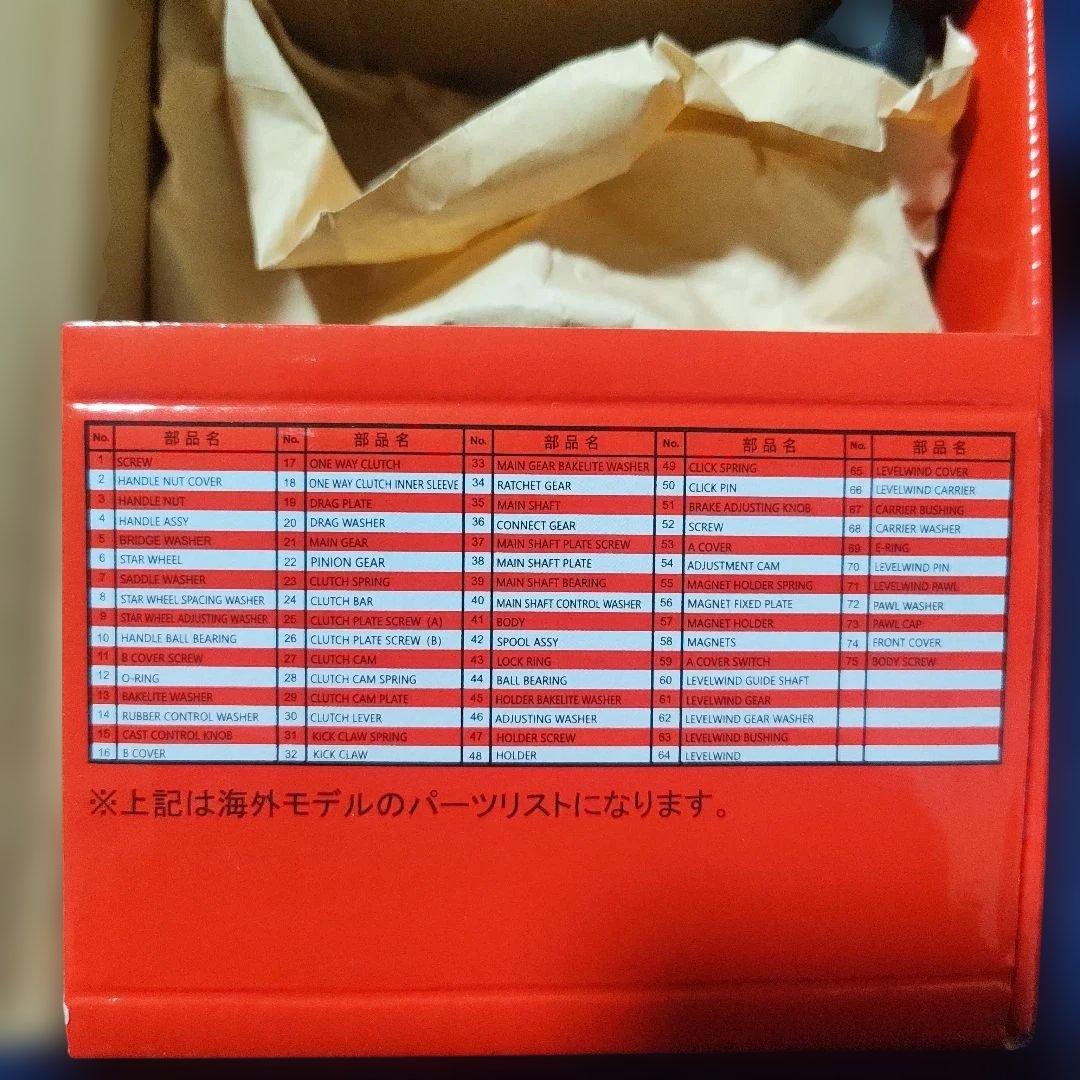 No. 部品名 No. 部品名 No. 部品名 No. 部品名 No. 部品名
1 SCREW 17 ONE WAY CLUTCH 33 MAIN GEAR BAKELITE WASHER 49 CLICK SPRING 65 LEVELWIND COVER
2 HANDLE NUT COVER 18 ONE WAY CLUTCH INNER SLEEVE 34 RATCHET GEAR 50 CLICK PIN 66 LEVELWIND CARRIER
3 HANDLE NUT 19 DRAG PLATE 35 MAIN SHAFT 51 BRAKE ADJUSTING KNOB 67 CARRIER BUSHING
4 HANDLE ASSY 20 DRAG WASHER 36 CONNECT GEAR 52 SCREW 68 CARRIER WASHER
5 BRIDGE WASHER 21 MAIN GEAR 37 MAIN SHAFT PLATE SCREW 53 A COVER 69 E-RING
6 STAR WHEEL 22 PINION GEAR 38 MAIN SHAFT PLATE 54 ADJUSTMENT CAM 70 LEVELWIND PIN
7 SADDLE WASHER 23 CLUTCH SPRING 39 MAIN SHAFT BEARING 55 MAGNET HOLDER SPRING 71 LEVELWIND PAWL
8 STAR WHEEL SPACING WASHER 24 CLUTCH BAR 40 MAIN SHAFT CONTROL WASHER 56 MAGNET FIXED PLATE 72 PAWL WASHER
9 STAR WHEEL ADJUSTING WASHER 25 CLUTCH PLATE SCREW (A) 41 BODY 57 MAGNET HOLDER 73 PAWL CAP
10 HANDLE BALL BEARING 26 CLUTCH PLATE SCREW (B) 42 SPOOL ASSY 58 MAGNETS 74 FRONT COVER
11 B COVER SCREW 27 CLUTCH CAM 43 LOCK RING 59 A COVER SWITCH 75 BODY SCREW
12 O-RING 28 CLUTCH CAM SPRING 44 BALL BEARING 60 LEVELWIND GUIDE SHAFT
13 BAKELITE WASHER 29 CLUTCH CAM PLATE 45 HOLDER BAKELITE WASHER 61 LEVELWIND GEAR
14 RUBBER CONTROL WASHER 30 CLUTCH LEVER 46 ADJUSTING WASHER 62 LEVELWIND GEAR WASHER
15 CAST CONTROL KNOB 31 KICK CLAW SPRING 47 HOLDER SCREW 63 LEVELWIND BUSHING
16 B COVER 32 KICK CLAW 48 HOLDER 64 LEVELWIND
※上記は海外モデルのパーツリストになります。